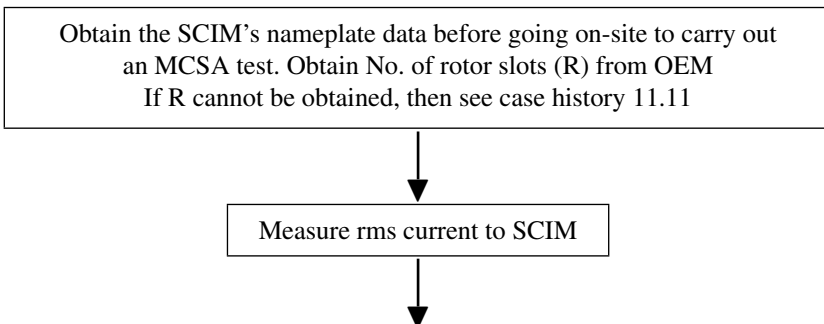 Obtain the SCIM's nameplate data before going on-site to carry out
an MCSA test. Obtain No. of rotor slots (R) from OEM
If R cannot be obtained, then see case history 11.11
Measure rms current to SCIM